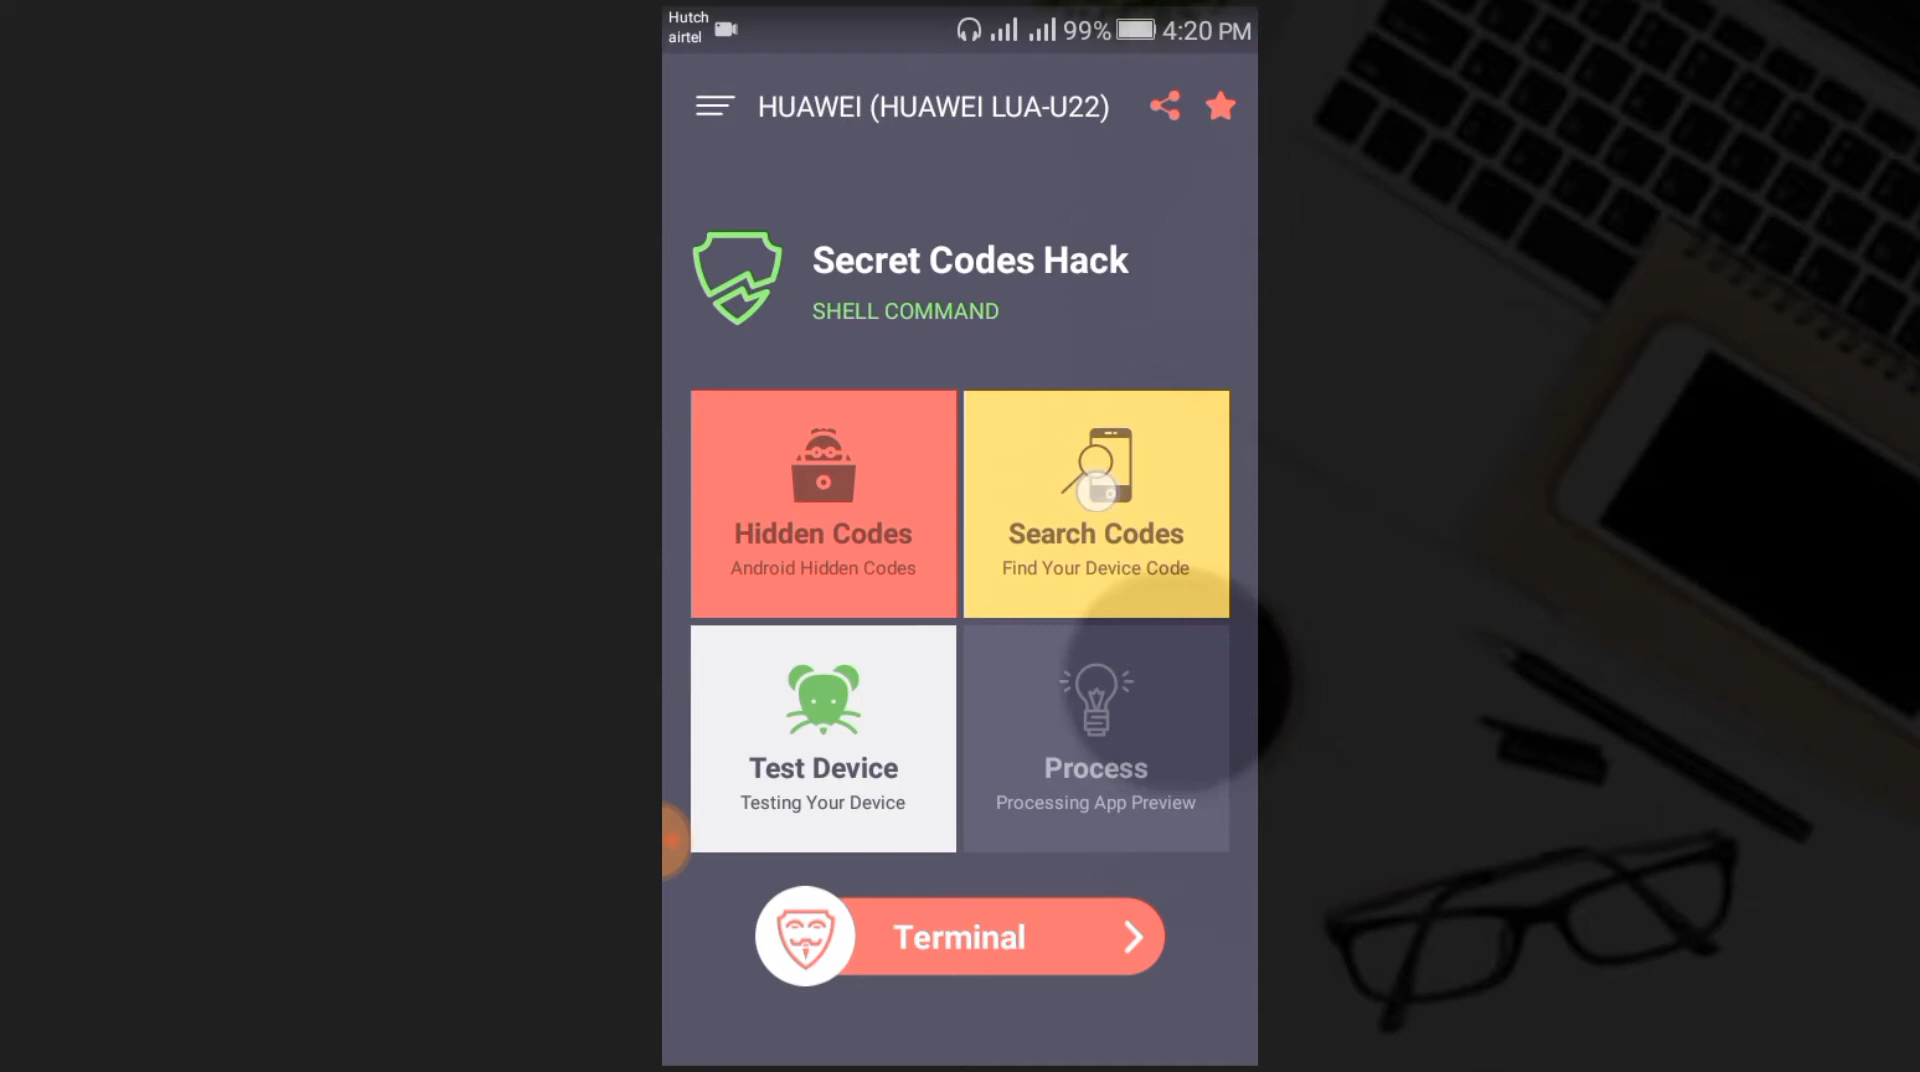 Hutch
airtel
99%
4:20 PM
HUAWEI (HUAWEI LUA-U22)
Secret Codes Hack
SHELL COMMAND
Hidden Codes
Android Hidden Codes
Search Codes
Find Your Device Code
Test Device
Testing Your Device
Process
Processing App Preview
Terminal